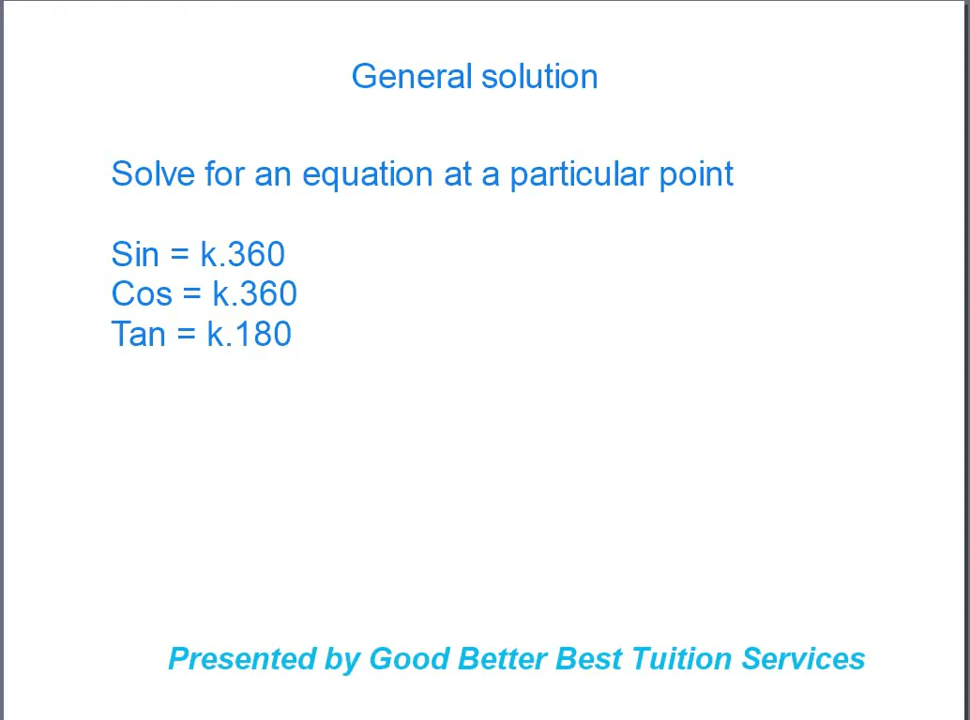 General solution
Solve for an equation at a particular point
Sin = k.360
Cos = k.360
Tan = k.180
Presented by Good Better Best Tuition Services